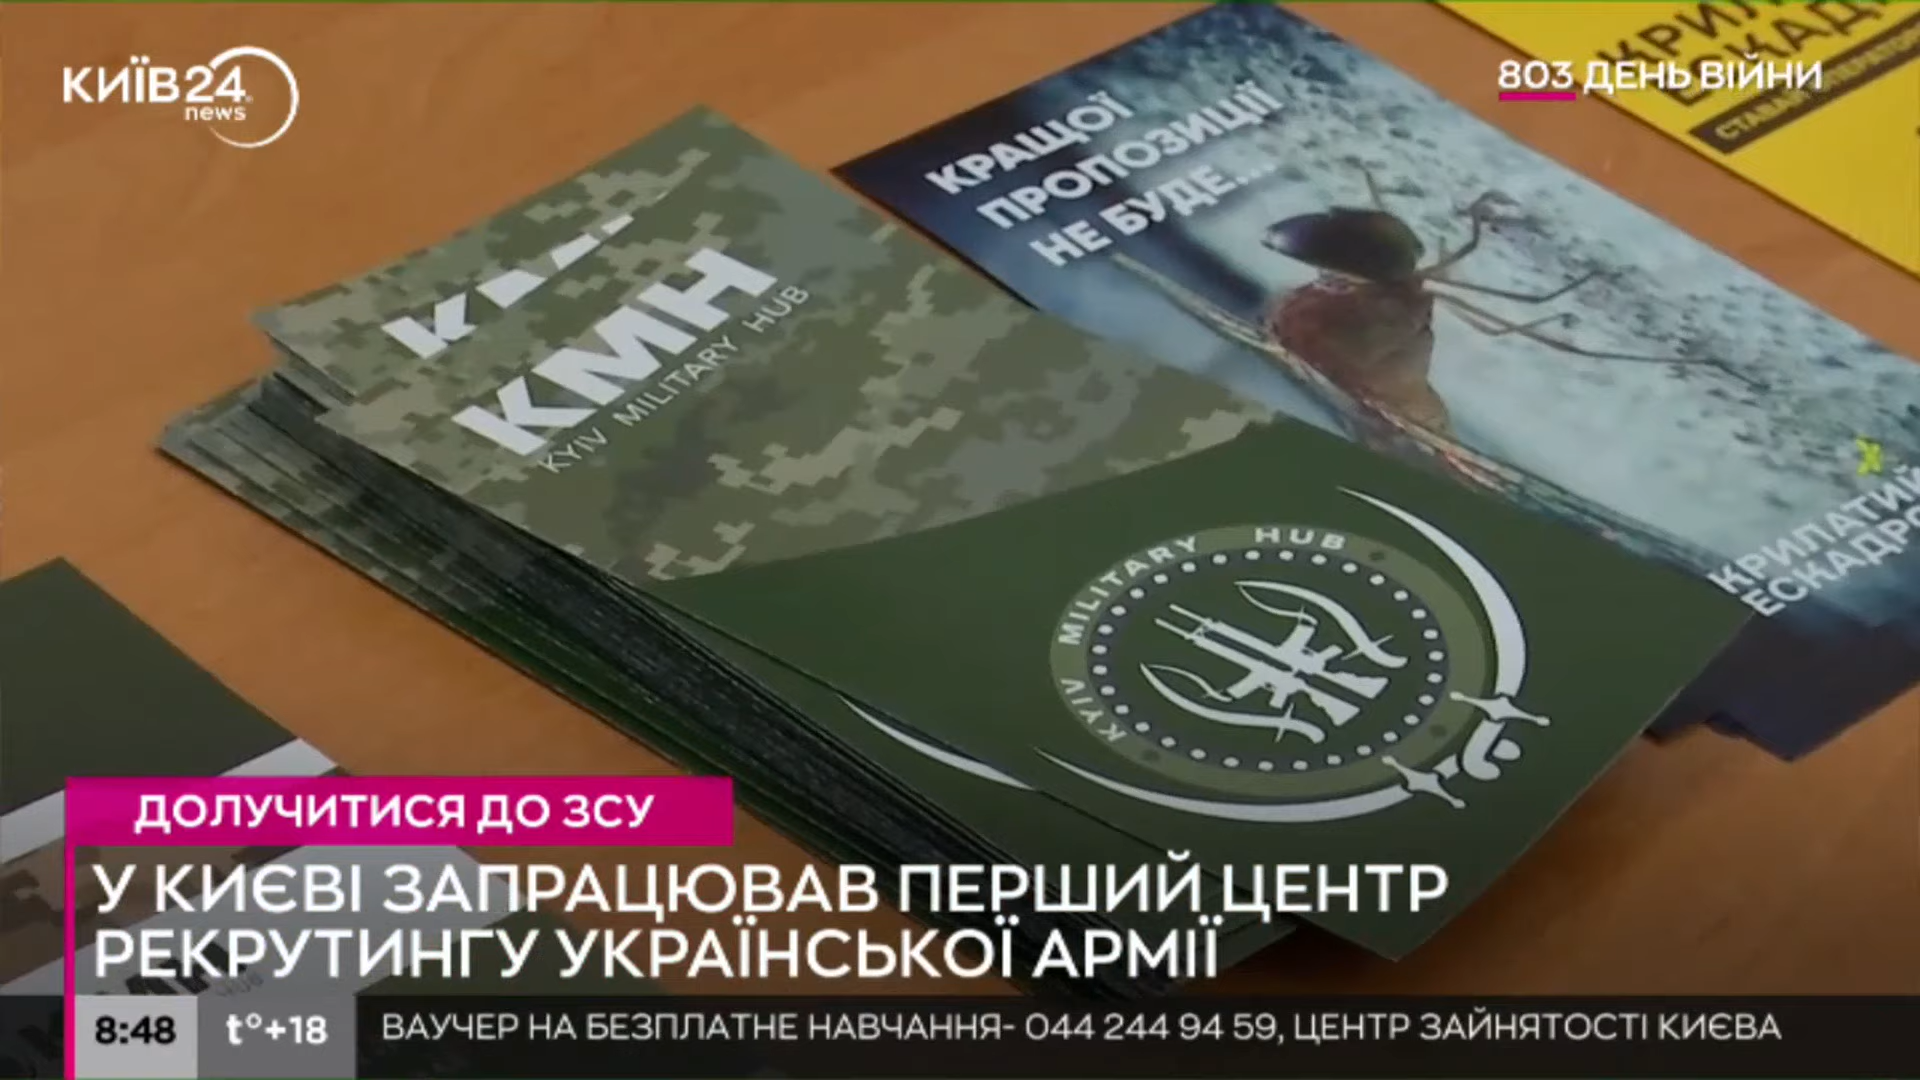 КИЇВ24
news
803 ДЕНЬ ВІЙНИ
КРАЩОЇ
ПРОПОЗИЦІЇ
НЕ БУДЕ...
КМН
KYIV MILITARY HUB
KYIV MILITARY HUB
КРИЛАТИЙ
ДОЛУЧИТИСЯ ДО ЗСУ
У КИЄВІ ЗАПРАЦЮВАВ ПЕРШИЙ ЦЕНТР
РЕКРУТИНГУ УКРАЇНСЬКОЇ АРМІЇ
8:48
t°+18
ВАУЧЕР НА БЕЗПЛАТНЕ НАВЧАННЯ- 044 244 94 59, ЦЕНТР ЗАЙНЯТОСТІ КИЄВА